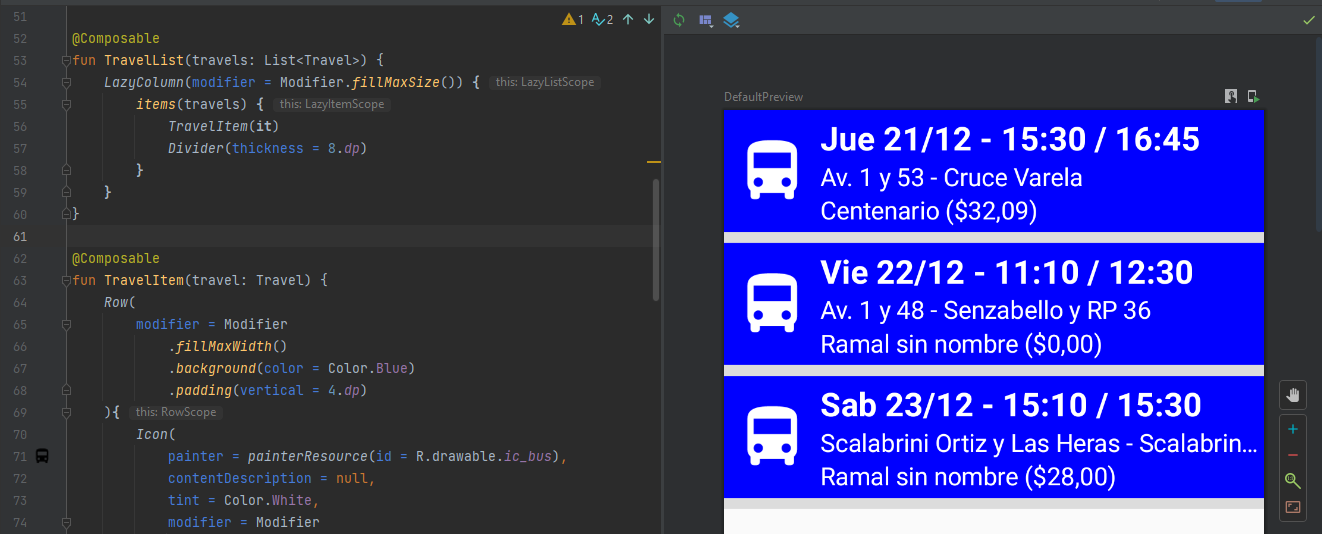 1 2
51
52 @Composable
53 fun TravelList(travels: List<Travel>) {
54 LazyColumn(modifier = Modifier.fillMaxSize()) { this: LazyListScope
55 items(travels) { this: LazyItemScope
56 TravelItem(it)
57 Divider(thickness = 8.dp)
58 }
59 }
60 }
61
62 @Composable
63 fun TravelItem(travel: Travel) {
64 Row(
65 modifier = Modifier
66 .fillMaxWidth()
67 .background(color = Color.Blue)
68 .padding(vertical = 4.dp)
69 ){ this: RowScope
70 Icon(
71 painter = painterResource(id = R.drawable.ic_bus),
72 contentDescription = null,
73 tint = Color.White,
74 modifier = Modifier
DefaultPreview
Jue 21/12 - 15:30 / 16:45
Av. 1 y 53 - Cruce Varela
Centenario ($32,09)
Vie 22/12 - 11:10 / 12:30
Av. 1 y 48 - Senzabello y RP 36
Ramal sin nombre ($0,00)
Sab 23/12 - 15:10 / 15:30
Scalabrini Ortiz y Las Heras - Scalabrin...
Ramal sin nombre ($28,00)